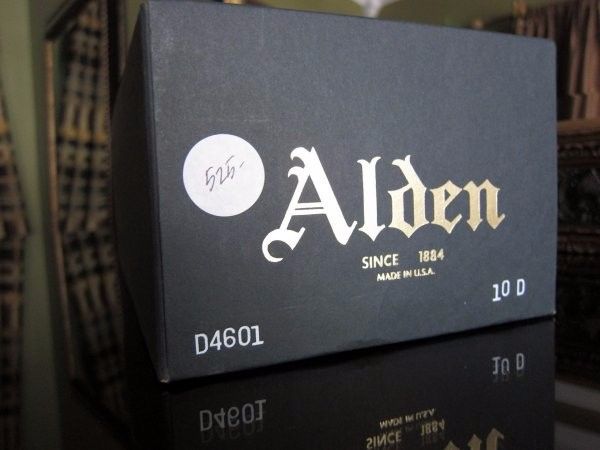 525-
Alden
SINCE 1884
MADE IN U.S.A.
10 D
D4601